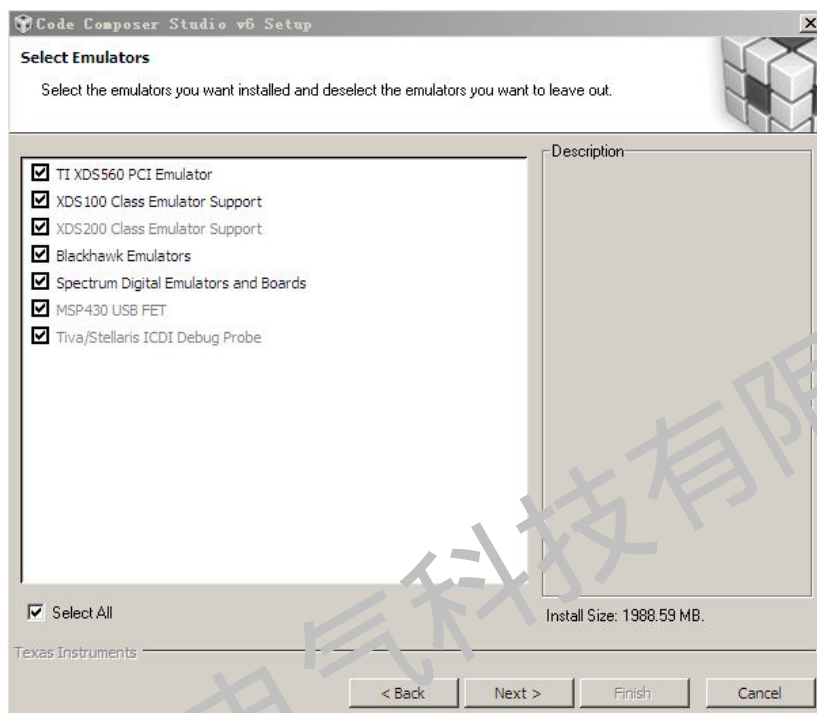 Code Composer Studio v6 Setup
Select Emulators
Select the emulators you want installed and deselect the emulators you want to leave out.
Description
TI XDS560 PCI Emulator
XDS100 Class Emulator Support
XDS200 Class Emulator Support
Blackhawk Emulators
Spectrum Digital Emulators and Boards
MSP430 USB FET
Tiva/Stellaris ICDI Debug Probe
Select All
Install Size: 1988.59 MB.
Texas Instruments
< Back
Next >
Finish
Cancel
电气科技有限